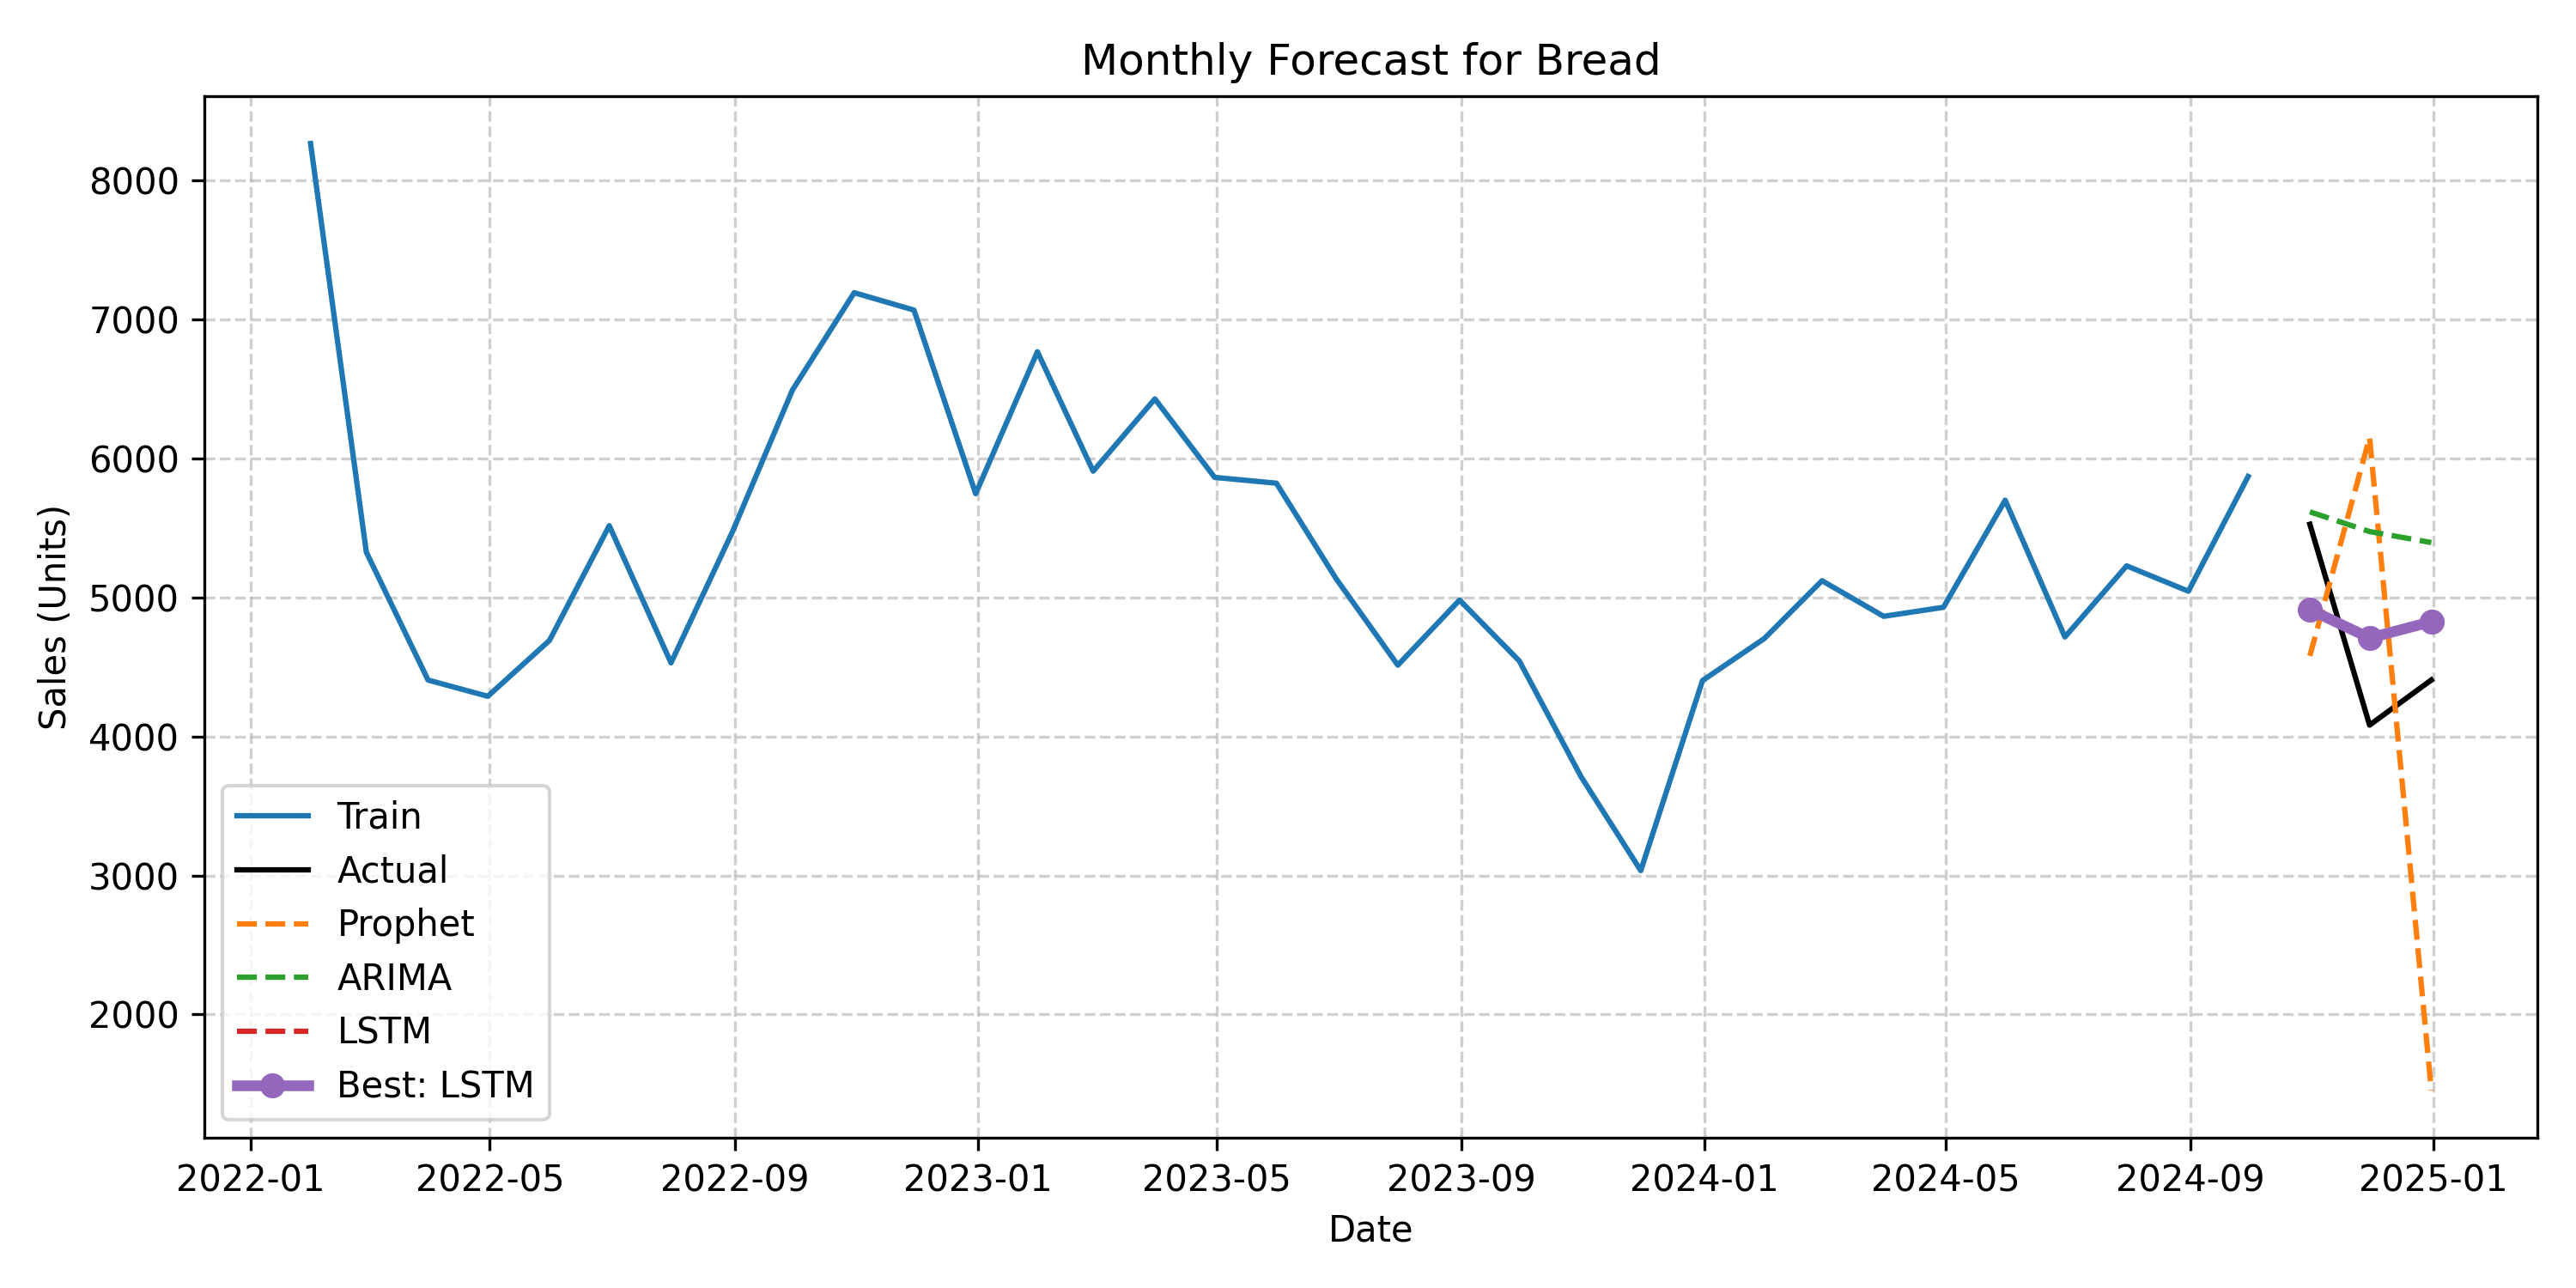 Monthly Forecast for Bread
Sales (Units)
8000
7000
6000
5000
4000
3000
2000
Train
Actual
Prophet
ARIMA
LSTM
Best: LSTM
2022-01 2022-05 2022-09 2023-01 2023-05 2023-09 2024-01 2024-05 2024-09 2025-01
Date